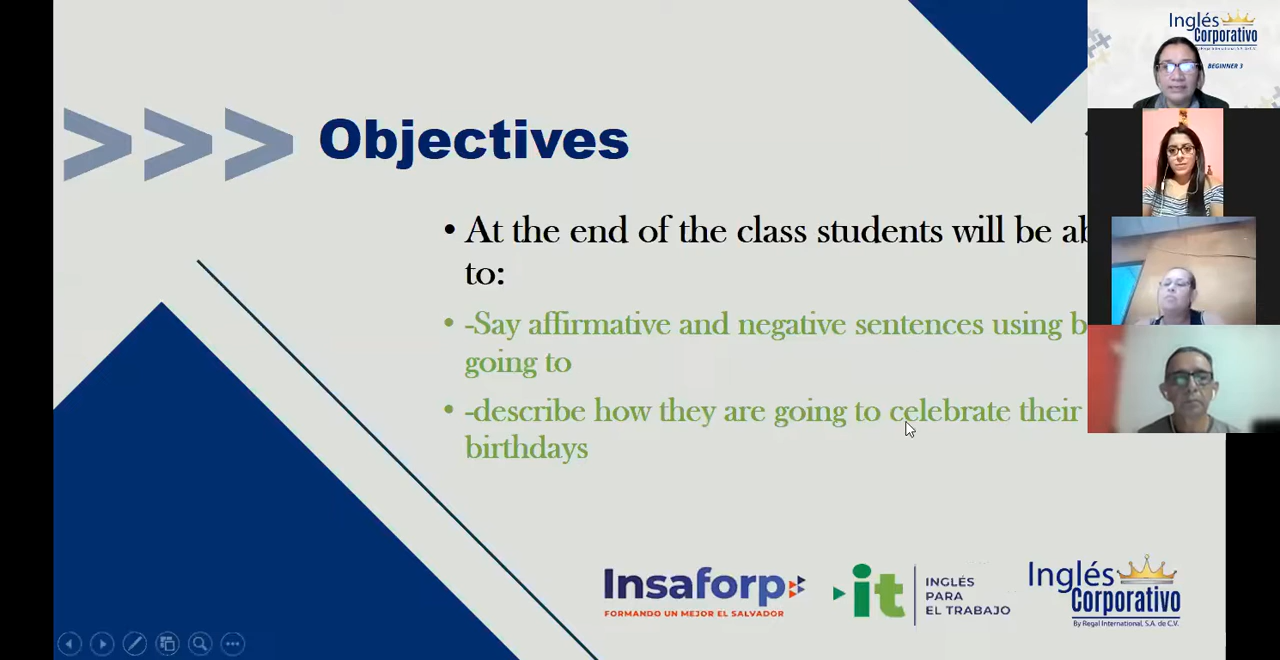 >>> Objectives
• At the end of the class students will be
to:
• -Say affirmative and negative sentences using
going to
• -describe how they are going to celebrate their
birthdays
Insaforp
FORMANDO UN MEJOR EL SALVADOR
it
INGLÉS
PARA
EL TRABAJO
Inglés
Corporativo
By Regal International, S.A. de C.V.
Inglés
Corporativo
BEGINNER 3